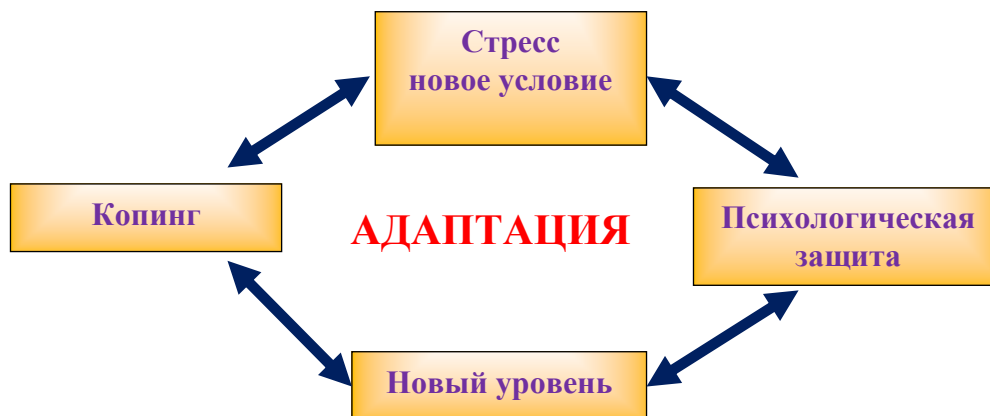 Стресс
новое условие
Копинг
АДАПТАЦИЯ
Психологическая
защита
Новый уровень